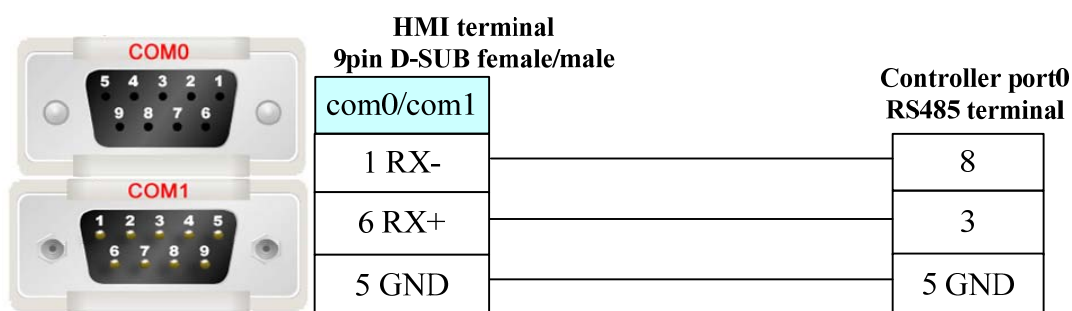 HMI terminal
9pin D-SUB female/male
Controller port0
RS485 terminal
COM0
5 4 3 2 1
9 8 7 6
COM1
1 2 3 4 5
6 7 8 9
com0/com1
1 RX-
8
6 RX+
3
5 GND
5 GND